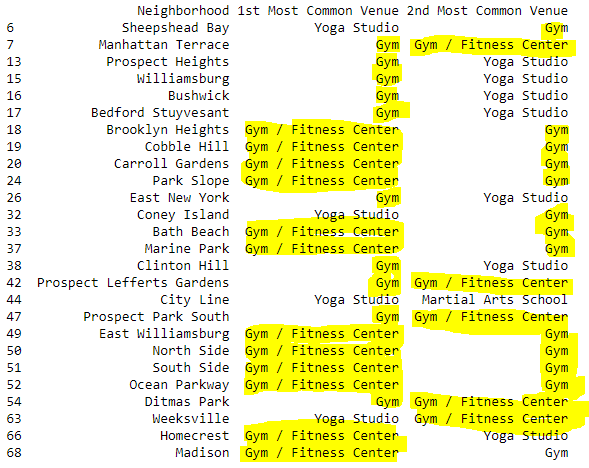 Neighborhood 1st Most Common Venue 2nd Most Common Venue
6 Sheepshead Bay Yoga Studio Gym
7 Manhattan Terrace Gym Gym / Fitness Center
13 Prospect Heights Gym Yoga Studio
15 Williamsburg Gym Yoga Studio
16 Bushwick Gym Yoga Studio
17 Bedford Stuyvesant Gym Yoga Studio
18 Brooklyn Heights Gym / Fitness Center Gym
19 Cobble Hill Gym / Fitness Center Gym
20 Carroll Gardens Gym / Fitness Center Gym
24 Park Slope Gym / Fitness Center Gym
26 East New York Gym Yoga Studio
32 Coney Island Yoga Studio Gym
33 Bath Beach Gym / Fitness Center Gym
37 Marine Park Gym / Fitness Center Gym
38 Clinton Hill Gym Yoga Studio
42 Prospect Lefferts Gardens Gym Gym / Fitness Center
44 City Line Yoga Studio Martial Arts School
47 Prospect Park South Gym Gym / Fitness Center
49 East Williamsburg Gym / Fitness Center Gym
50 North Side Gym / Fitness Center Gym
51 South Side Gym / Fitness Center Gym
52 Ocean Parkway Gym / Fitness Center Gym
54 Ditmas Park Gym Gym / Fitness Center
63 Weeksville Yoga Studio Gym / Fitness Center
66 Homecrest Gym / Fitness Center Yoga Studio
68 Madison Gym / Fitness Center Gym